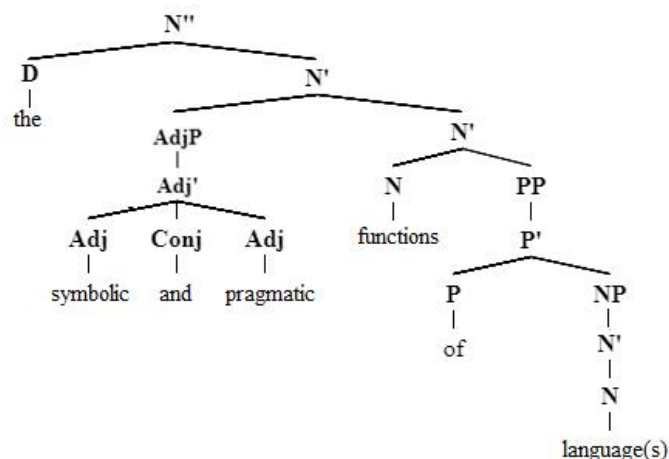 N"
D N'
the
AdjP N'
Adj' N PP
functions P'
Adj Conj Adj
symbolic and pragmatic P NP
of N'
N
language(s)